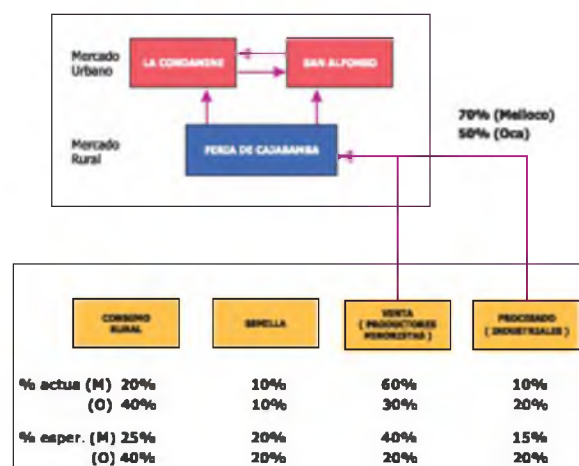 Mercado
Urbano
LA CONDAMINE
SAN ALFONSO
Mercado
Rural
FERIA DE CAJABAMBA
70% (Melloco)
50% (Oca)
CONSUMO
RURAL
SEMILLA
VENTA
( PRODUCTORES
MINORISTAS )
PROCESADO
( INDUSTRIALES )
% actua (M) 20% 10% 60% 10%
(O) 40% 10% 30% 20%
% esper. (M) 25% 20% 40% 15%
(O) 40% 20% 20% 20%